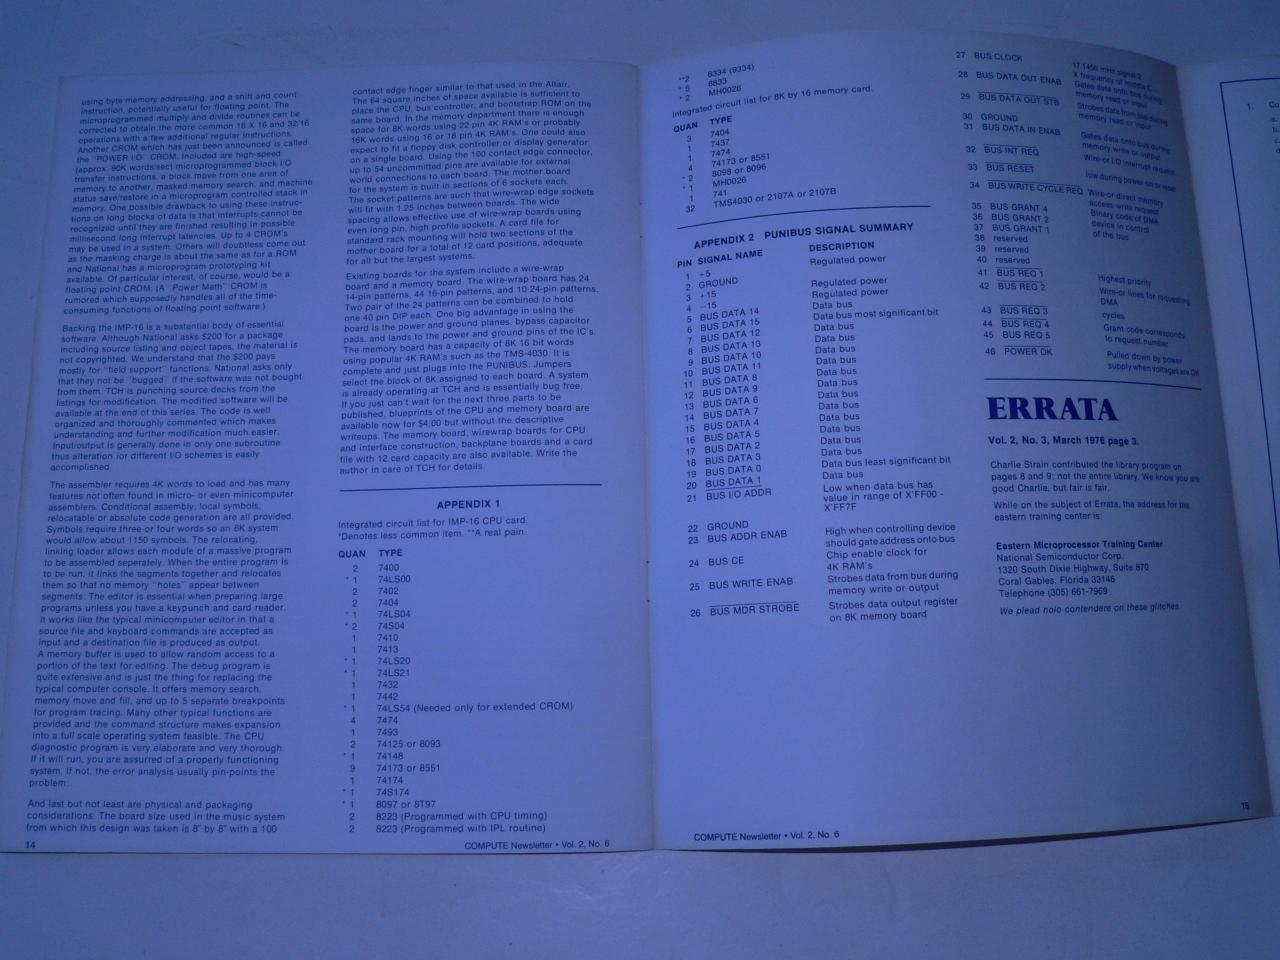 using byte memory addressing, and a shift and count
instruction, potentially useful for floating point. The
microprogrammed multiply and divide routines can be
corrected to obtain the more common 16 X 16 and 32/16
operations with a few additional regular instructions.
Another CROM which has just been announced is called
the "POWER I/O" CROM. Included are high-speed
(approx. 90K words/sec) microprogrammed block I/O
transfer instructions, a block move from one area of
memory to another, masked memory search, and machine
status save/restore in a microprogram controlled stack in
memory. One possible drawback to using these instruc-
tions on long blocks of data is that interrupts cannot be
recognized until they are finished resulting in possible
millisecond long interrupt latencies. Up to 4 CROM's
may be used in a system. Others will doubtless come out
as the masking charge is about the same as for a ROM
and National has a microprogram prototyping kit
available. Of particular interest, of course, would be a
floating point CROM. (A "Power Math" CROM is
rumored which supposedly handles all of the time-
consuming functions of floating point software.)
Backing the IMP-16 is a substantial body of essential
software. Although National asks $200 for a package
including source listing and object tapes, the material is
not copyrighted. We understand that the $200 pays
mostly for "field support" functions. National asks only
that they not be "bugged" if the software was not bought
from them. TCH is punching source decks from the
listings for modification. The modified software will be
available at the end of this series. The code is well
organized and thoroughly commented which makes
understanding and further modification much easier.
Input/output is generally done in only one subroutine
thus alteration for different I/O schemes is easily
accomplished.
The assembler requires 4K words to load and has many
features not often found in micro- or even minicomputer
assemblers. Conditional assembly, local symbols,
relocatable or absolute code generation are all provided.
Symbols require three or four words so an 8K system
would allow about 1150 symbols. The relocating,
linking loader allows each module of a massive program
to be assembled seperately. When the entire program is
to be run, it links the segments together and relocates
them so that no memory "holes" appear between
segments. The editor is essential when preparing large
programs unless you have a keypunch and card reader.
It works like the typical minicomputer editor in that a
source file and keyboard commands are accepted as
input and a destination file is produced as output.
A memory buffer is used to allow random access to a
portion of the text for editing. The debug program is
quite extensive and is just the thing for replacing the
typical computer console. It offers memory search,
memory move and fill, and up to 5 separate breakpoints
for program tracing. Many other typical functions are
provided and the command structure makes expansion
into a full scale operating system feasible. The CPU
diagnostic program is very elaborate and very thorough.
If it will run, you are assurred of a properly functioning
system. If not, the error analysis usually pin-points the
problem.
And last but not least are physical and packaging
considerations. The board size used in the music system
from which this design was taken is 8" by 8" with a 100
14
contact edge finger similar to that used in the Altair.
The 64 square inches of space available is sufficient to
place the CPU, bus controller, and bootstrap ROM on the
same board. In the memory department there is enough
space for 8K words using 22 pin 4K RAM's or probably
16K words using 16 or 18 pin 4K RAM's. One could also
expect to fit a floppy disk controller or display generator
on a single board. Using the 100 contact edge connector,
up to 54 uncommitted pins are available for external
world connections to each board. The mother board
for the system is built in sections of 6 sockets each.
The socket patterns are such that wire-wrap edge sockets
will fit with 1.25 inches between boards. The wide
spacing allows effective use of wire-wrap boards using
even long pin, high profile sockets. A card file for
standard rack mounting will hold two sections of the
mother board for a total of 12 card positions, adequate
for all but the largest systems.
Existing boards for the system include a wire-wrap
board and a memory board. The wire-wrap board has 24
14-pin patterns, 44 16-pin patterns, and 10 24-pin patterns.
Two pair of the 24 patterns can be combined to hold
one 40 pin DIP each. One big advantage in using the
board is the power and ground planes, bypass capacitor
pads, and lands to the power and ground pins of the IC's.
The memory board has a capacity of 8K 16 bit words
using popular 4K RAM's such as the TMS-4030. It is
complete and just plugs into the PUNIBUS. Jumpers
select the block of 8K assigned to each board. A system
is already operating at TCH and is essentially bug free.
If you just can't wait for the next three parts to be
published, blueprints of the CPU and memory board are
available now for $4.00 but without the descriptive
writeups. The memory board, wirewrap boards for CPU
and interface construction, backplane boards and a card
file with 12 card capacity are also available. Write the
author in care of TCH for details.
APPENDIX 1
Integrated circuit list for IMP-16 CPU card.
*Denotes less common item. **A real pain.
QUAN TYPE
2 7400
* 1 74LS00
2 7402
2 7404
* 1 74LS04
* 2 74S04
1 7410
1 7413
* 1 74LS20
* 1 74LS21
1 7432
1 7442
* 1 74LS54 (Needed only for extended CROM)
4 7474
1 7493
2 74125 or 8093
* 1 74148
9 74173 or 8551
1 74174
* 1 74S174
* 1 8097 or 8T97
2 8223 (Programmed with CPU timing)
2 8223 (Programmed with IPL routine)
COMPUTE Newsletter • Vol. 2, No. 6
**2 8334 (9334)
* 5 8833
* 2 MH0026
Integrated circuit list for 8K by 16 memory card.
QUAN TYPE
3 7404
1 7437
1 7474
4 74173 or 8551
* 2 8098 or 8096
* 1 MH0026
1 741
32 TMS4030 or 2107A or 2107B
APPENDIX 2 PUNIBUS SIGNAL SUMMARY
PIN SIGNAL NAME DESCRIPTION
1 +5 Regulated power
2 GROUND
3 +15 Regulated power
4 -15 Regulated power
5 BUS DATA 14 Data bus
6 BUS DATA 15 Data bus most significant bit
7 BUS DATA 12 Data bus
8 BUS DATA 13 Data bus
9 BUS DATA 10 Data bus
10 BUS DATA 11 Data bus
11 BUS DATA 8 Data bus
12 BUS DATA 9 Data bus
13 BUS DATA 6 Data bus
14 BUS DATA 7 Data bus
15 BUS DATA 4 Data bus
16 BUS DATA 5 Data bus
17 BUS DATA 2 Data bus
18 BUS DATA 3 Data bus
19 BUS DATA 0 Data bus least significant bit
20 BUS DATA 1 Data bus
21 BUS I/O ADDR Low when data bus has
value in range of X'FF00 -
X'FF7F
22 GROUND
23 BUS ADDR ENAB High when controlling device
should gate address onto bus
24 BUS CE Chip enable clock for
4K RAM's
25 BUS WRITE ENAB Strobes data from bus during
memory write or output
26 BUS MDR STROBE Strobes data output register
on 8K memory board
27 BUS CLOCK 17.1459 mHz signal 2
X frequency of middle C
28 BUS DATA OUT ENAB Gates data onto bus during
memory read or input
29 BUS DATA OUT STB Strobes data from bus during
memory read or input
30 GROUND
31 BUS DATA IN ENAB Gates data onto bus during
memory write or output
32 BUS INT REQ Wire-or I/O interrupt request
33 BUS RESET low during power-on or reset
34 BUS WRITE CYCLE REQ Wire-or direct memory
access write request
35 BUS GRANT 4 Binary code of DMA
36 BUS GRANT 2 device in control
37 BUS GRANT 1 of the bus
38 reserved
39 reserved
40 reserved
41 BUS REQ 1 Highest priority
42 BUS REQ 2 Wire-or lines for requesting
DMA
43 BUS REQ 3 cycles
44 BUS REQ 4 Grant code corresponds
45 BUS REQ 5 to request number
46 POWER OK Pulled down by power
supply when voltages are OK
ERRATA
Vol. 2, No. 3, March 1976 page 3.
Charlie Strain contributed the library program on
pages 8 and 9; not the entire library. We know you are
good Charlie, but fair is fair.
While on the subject of Errata, the address for the
eastern training center is:
Eastern Microprocessor Training Center
National Semiconductor Corp.
1320 South Dixie Highway, Suite 870
Coral Gables, Florida 33146
Telephone (305) 661-7969
We plead nolo contendere on these glitches.
COMPUTE Newsletter • Vol. 2, No. 6
15
1.